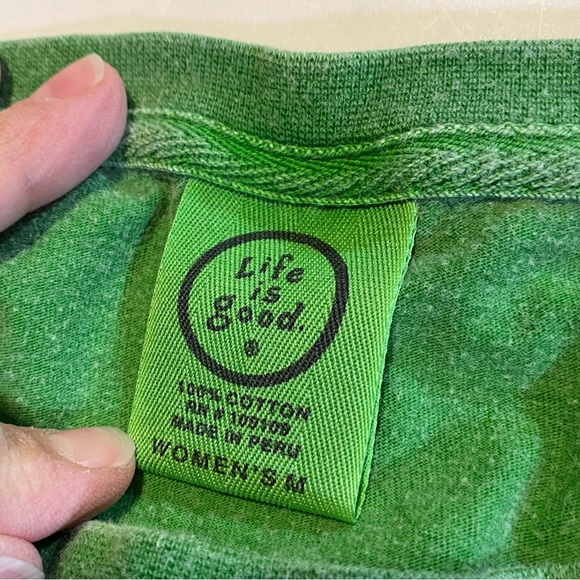 Life
is
good.
®
100% COTTON
RN # 109109
MADE IN PERU
WOMEN'S M